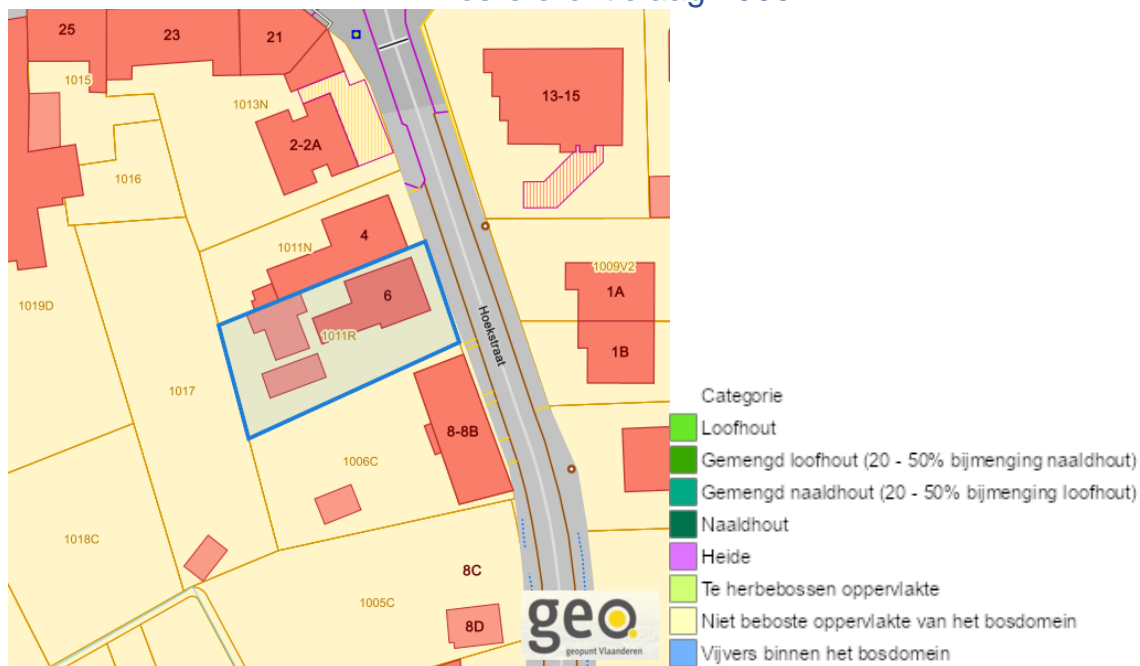 25
23
21
1015
1013N
13-15
2-2A
1016
4
1011N
1009V2
6
1A
1019D
Hoekstraat
1011R
1B
1017
8-8B
1006C
1018C
8C
1005C
8D
geo.
geopunt Vlaanderen
Categorie
Loofhout
Gemengd loofhout (20 - 50% bijmenging naaldhout)
Gemengd naaldhout (20 - 50% bijmenging loofhout)
Naaldhout
Heide
Te herbebossen oppervlakte
Niet beboste oppervlakte van het bosdomein
Vijvers binnen het bosdomein